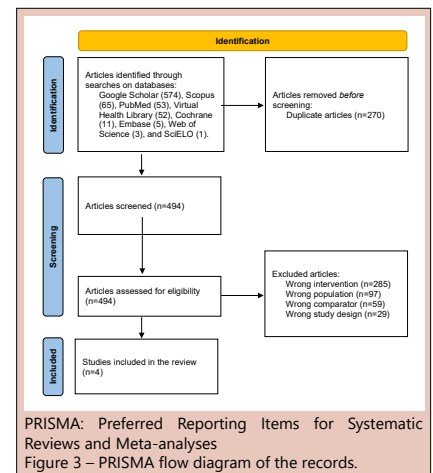 Identification
Identification
Articles identified through
searches on databases:
Google Scholar (574), Scopus
(65), PubMed (53), Virtual
Health Library (52), Cochrane
(11), Embase (5), Web of
Science (3), and SciELO (1).
Articles removed before
screening:
Duplicate articles (n=270)
Screening
Articles screened (n=494)
Articles assessed for eligibility
(n=494)
Excluded articles:
Wrong intervention (n=285)
Wrong population (n=97)
Wrong comparator (n=59)
Wrong study design (n=29)
Included
Studies included in the review
(n=4)
PRISMA: Preferred Reporting Items for Systematic
Reviews and Meta-analyses
Figure 3 – PRISMA flow diagram of the records.